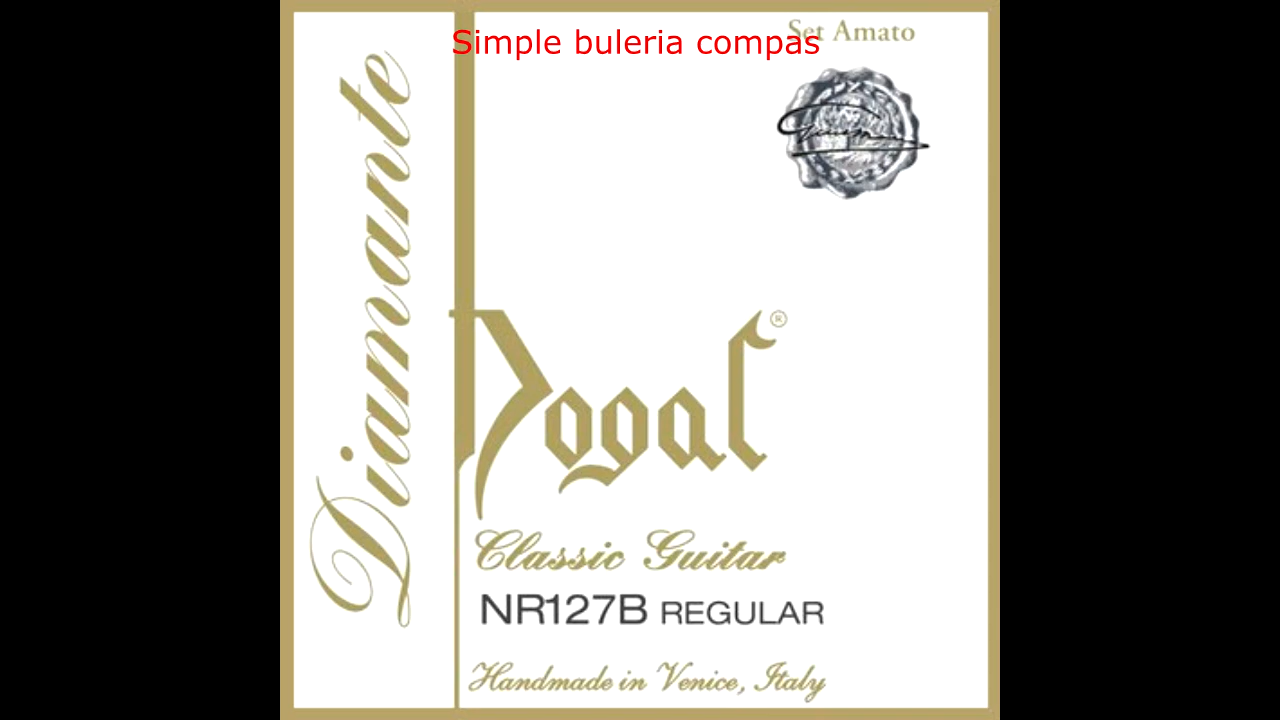 Set Amato
Simple buleria compas
Diamante
Dogal®
Classic Guitar
NR127B REGULAR
Handmade in Venice, Italy